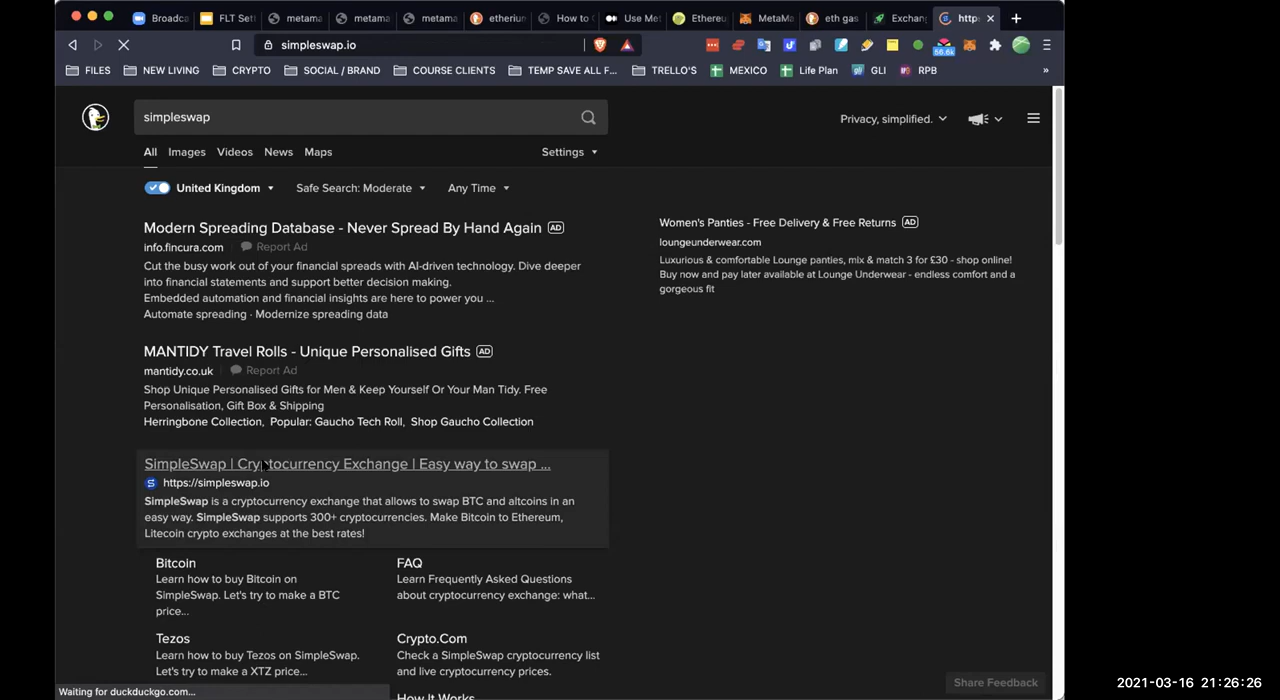 Broadca
FLT Set
metama
metama
metama
etheriun
How to (
Use Met
Ethereu
MetaMa
eth gas
Exchan
http
simpleswap.io
66.6k
FILES
NEW LIVING
CRYPTO
SOCIAL / BRAND
COURSE CLIENTS
TEMP SAVE ALL F...
TRELLO'S
MEXICO
Life Plan
GLI
RPB
»
simpleswap
Privacy, simplified.
All
Images
Videos
News
Maps
Settings
United Kingdom
Safe Search: Moderate
Any Time
Modern Spreading Database - Never Spread By Hand Again AD
info.fincura.com
Report Ad
Cut the busy work out of your financial spreads with AI-driven technology. Dive deeper
into financial statements and support better decision making.
Embedded automation and financial insights are here to power you ...
Automate spreading · Modernize spreading data
Women's Panties - Free Delivery & Free Returns AD
loungeunderwear.com
Luxurious & comfortable Lounge panties, mix & match 3 for £30 - shop online!
Buy now and pay later available at Lounge Underwear - endless comfort and a
gorgeous fit
MANTIDY Travel Rolls - Unique Personalised Gifts AD
mantidy.co.uk
Report Ad
Shop Unique Personalised Gifts for Men & Keep Yourself Or Your Man Tidy. Free
Personalisation, Gift Box & Shipping
Herringbone Collection, Popular: Gaucho Tech Roll, Shop Gaucho Collection
SimpleSwap | Cryptocurrency Exchange | Easy way to swap ...
https://simpleswap.io
SimpleSwap is a cryptocurrency exchange that allows to swap BTC and altcoins in an
easy way. SimpleSwap supports 300+ cryptocurrencies. Make Bitcoin to Ethereum,
Litecoin crypto exchanges at the best rates!
Bitcoin
Learn how to buy Bitcoin on
SimpleSwap. Let's try to make a BTC
price...
FAQ
Learn Frequently Asked Questions
about cryptocurrency exchange: what...
Tezos
Learn how to buy Tezos on SimpleSwap.
Let's try to make a XTZ price...
Crypto.Com
Check a SimpleSwap cryptocurrency list
and live cryptocurrency prices.
How It Works
Share Feedback
Waiting for duckduckgo.com...
2021-03-16 21:26:26